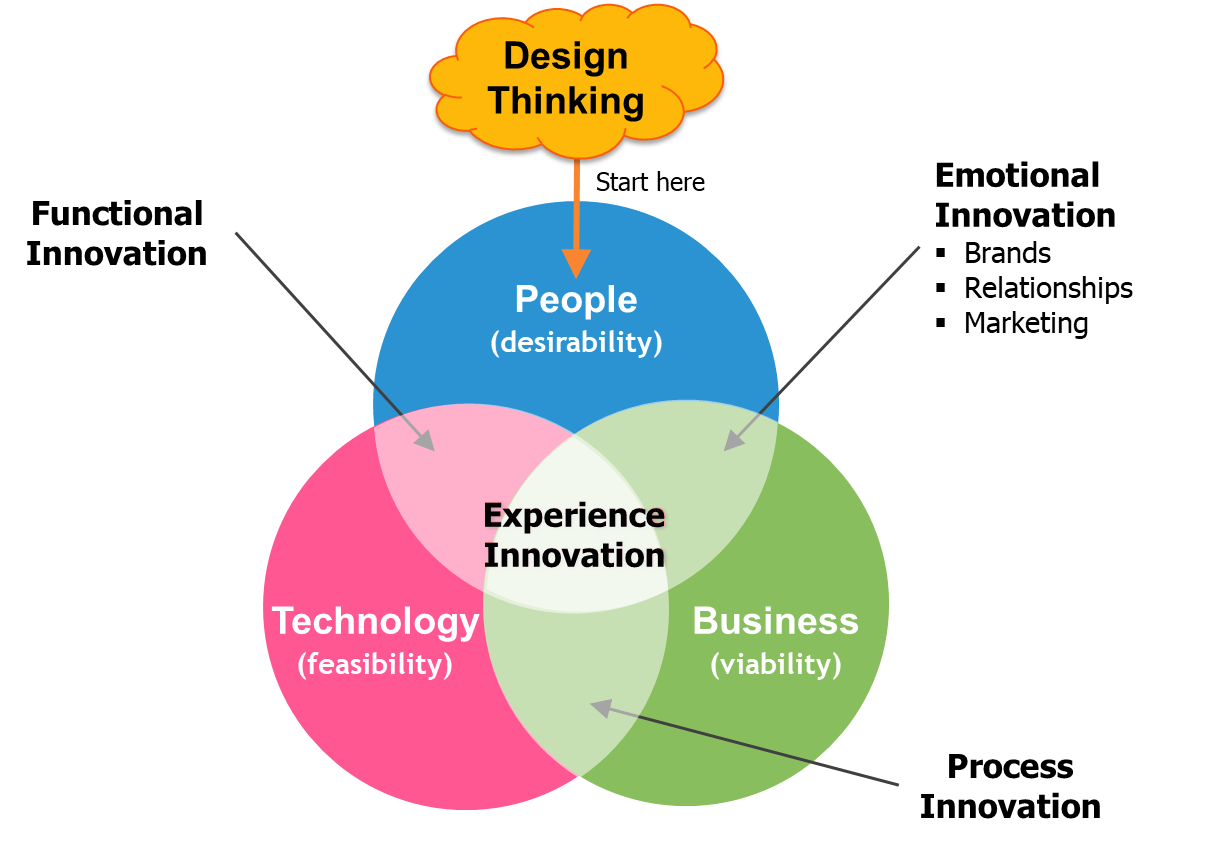 Design
Thinking
Start here
Functional
Innovation
Emotional
Innovation
▪ Brands
▪ Relationships
▪ Marketing
People
(desirability)
Experience
Innovation
Technology
(feasibility)
Business
(viability)
Process
Innovation